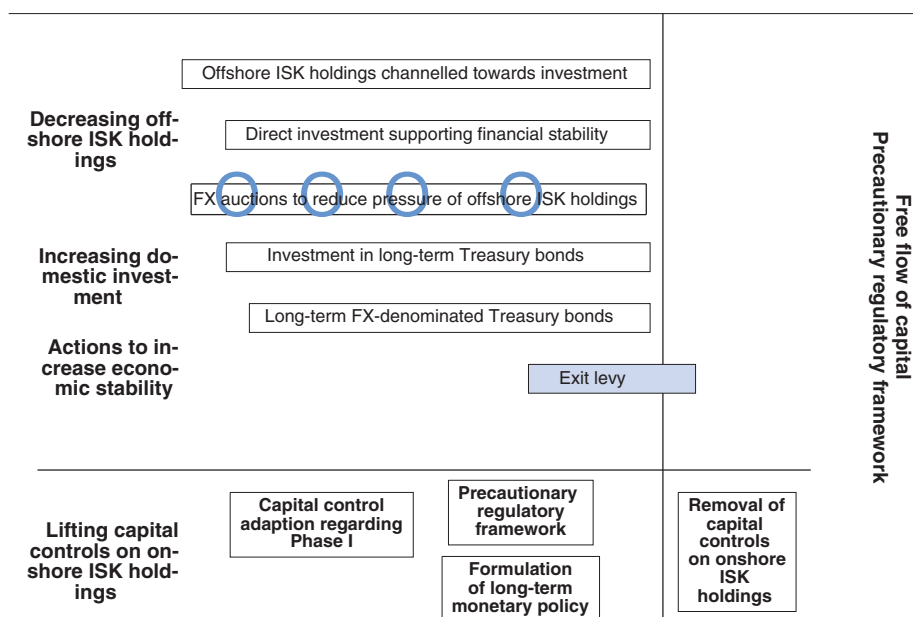 Offshore ISK holdings channelled towards investment
Decreasing off-
shore ISK hold-
ings
Direct investment supporting financial stability
FX auctions to reduce pressure of offshore ISK holdings
Increasing do-
mestic invest-
ment
Investment in long-term Treasury bonds
Long-term FX-denominated Treasury bonds
Actions to in-
crease econo-
mic stability
Exit levy
Free flow of capital
Precautionary regulatory framework
Lifting capital
controls on on-
shore ISK hold-
ings
Capital control
adaption regarding
Phase I
Precautionary
regulatory
framework
Formulation
of long-term
monetary policy
Removal of
capital
controls
on onshore
ISK
holdings